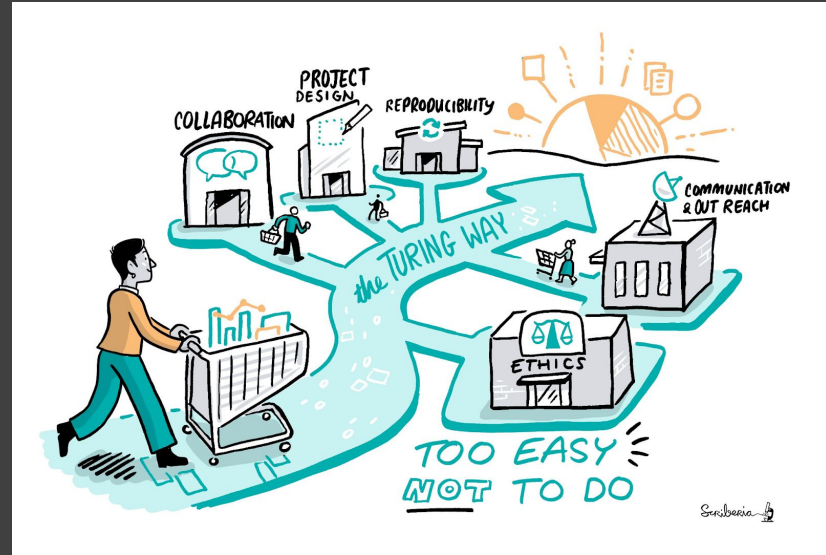 PROJECT
DESIGN
REPRODUCIBILITY
COLLABORATION
COMMUNICATION
& OUT REACH
the TURING WAY
ETHICS
TOO EASY
NOT TO DO
Scriberia